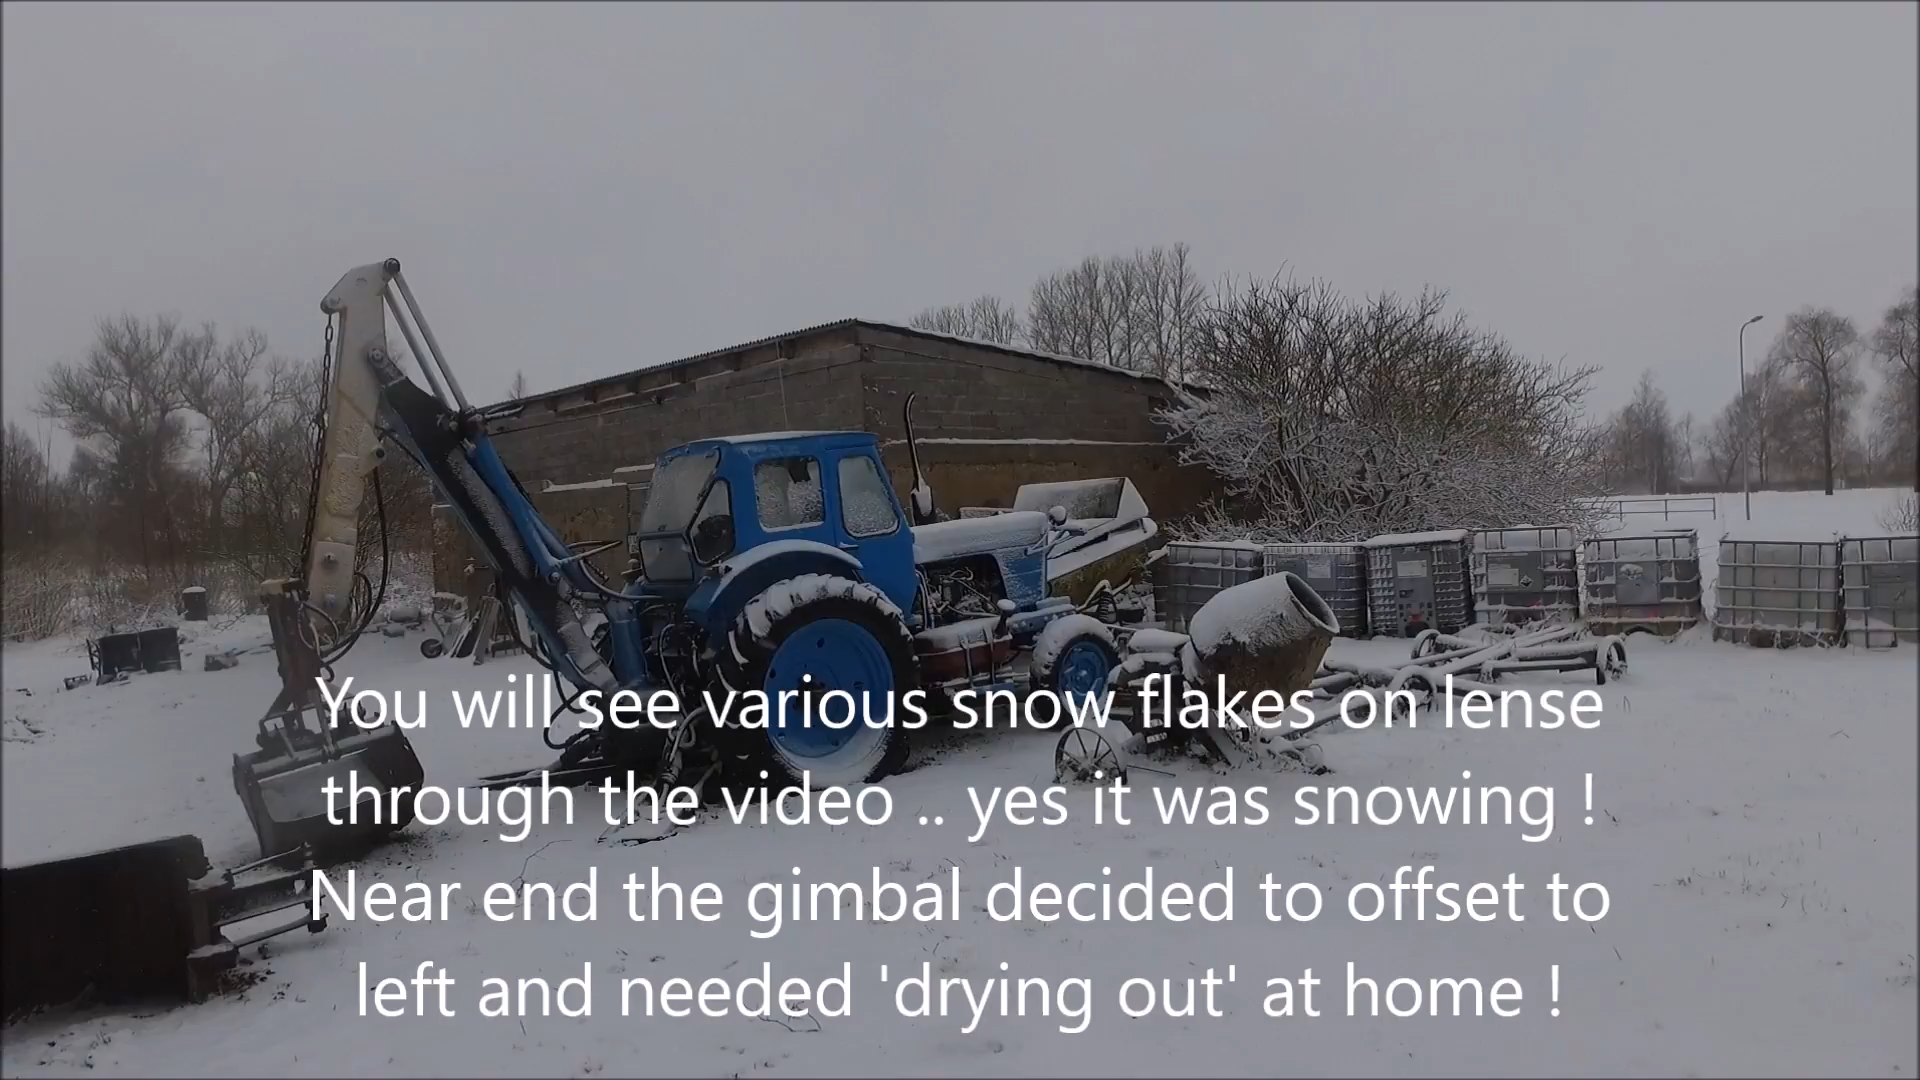 You will see various snow flakes on lense
through the video .. yes it was snowing !
Near end the gimbal decided to offset to
left and needed 'drying out' at home !